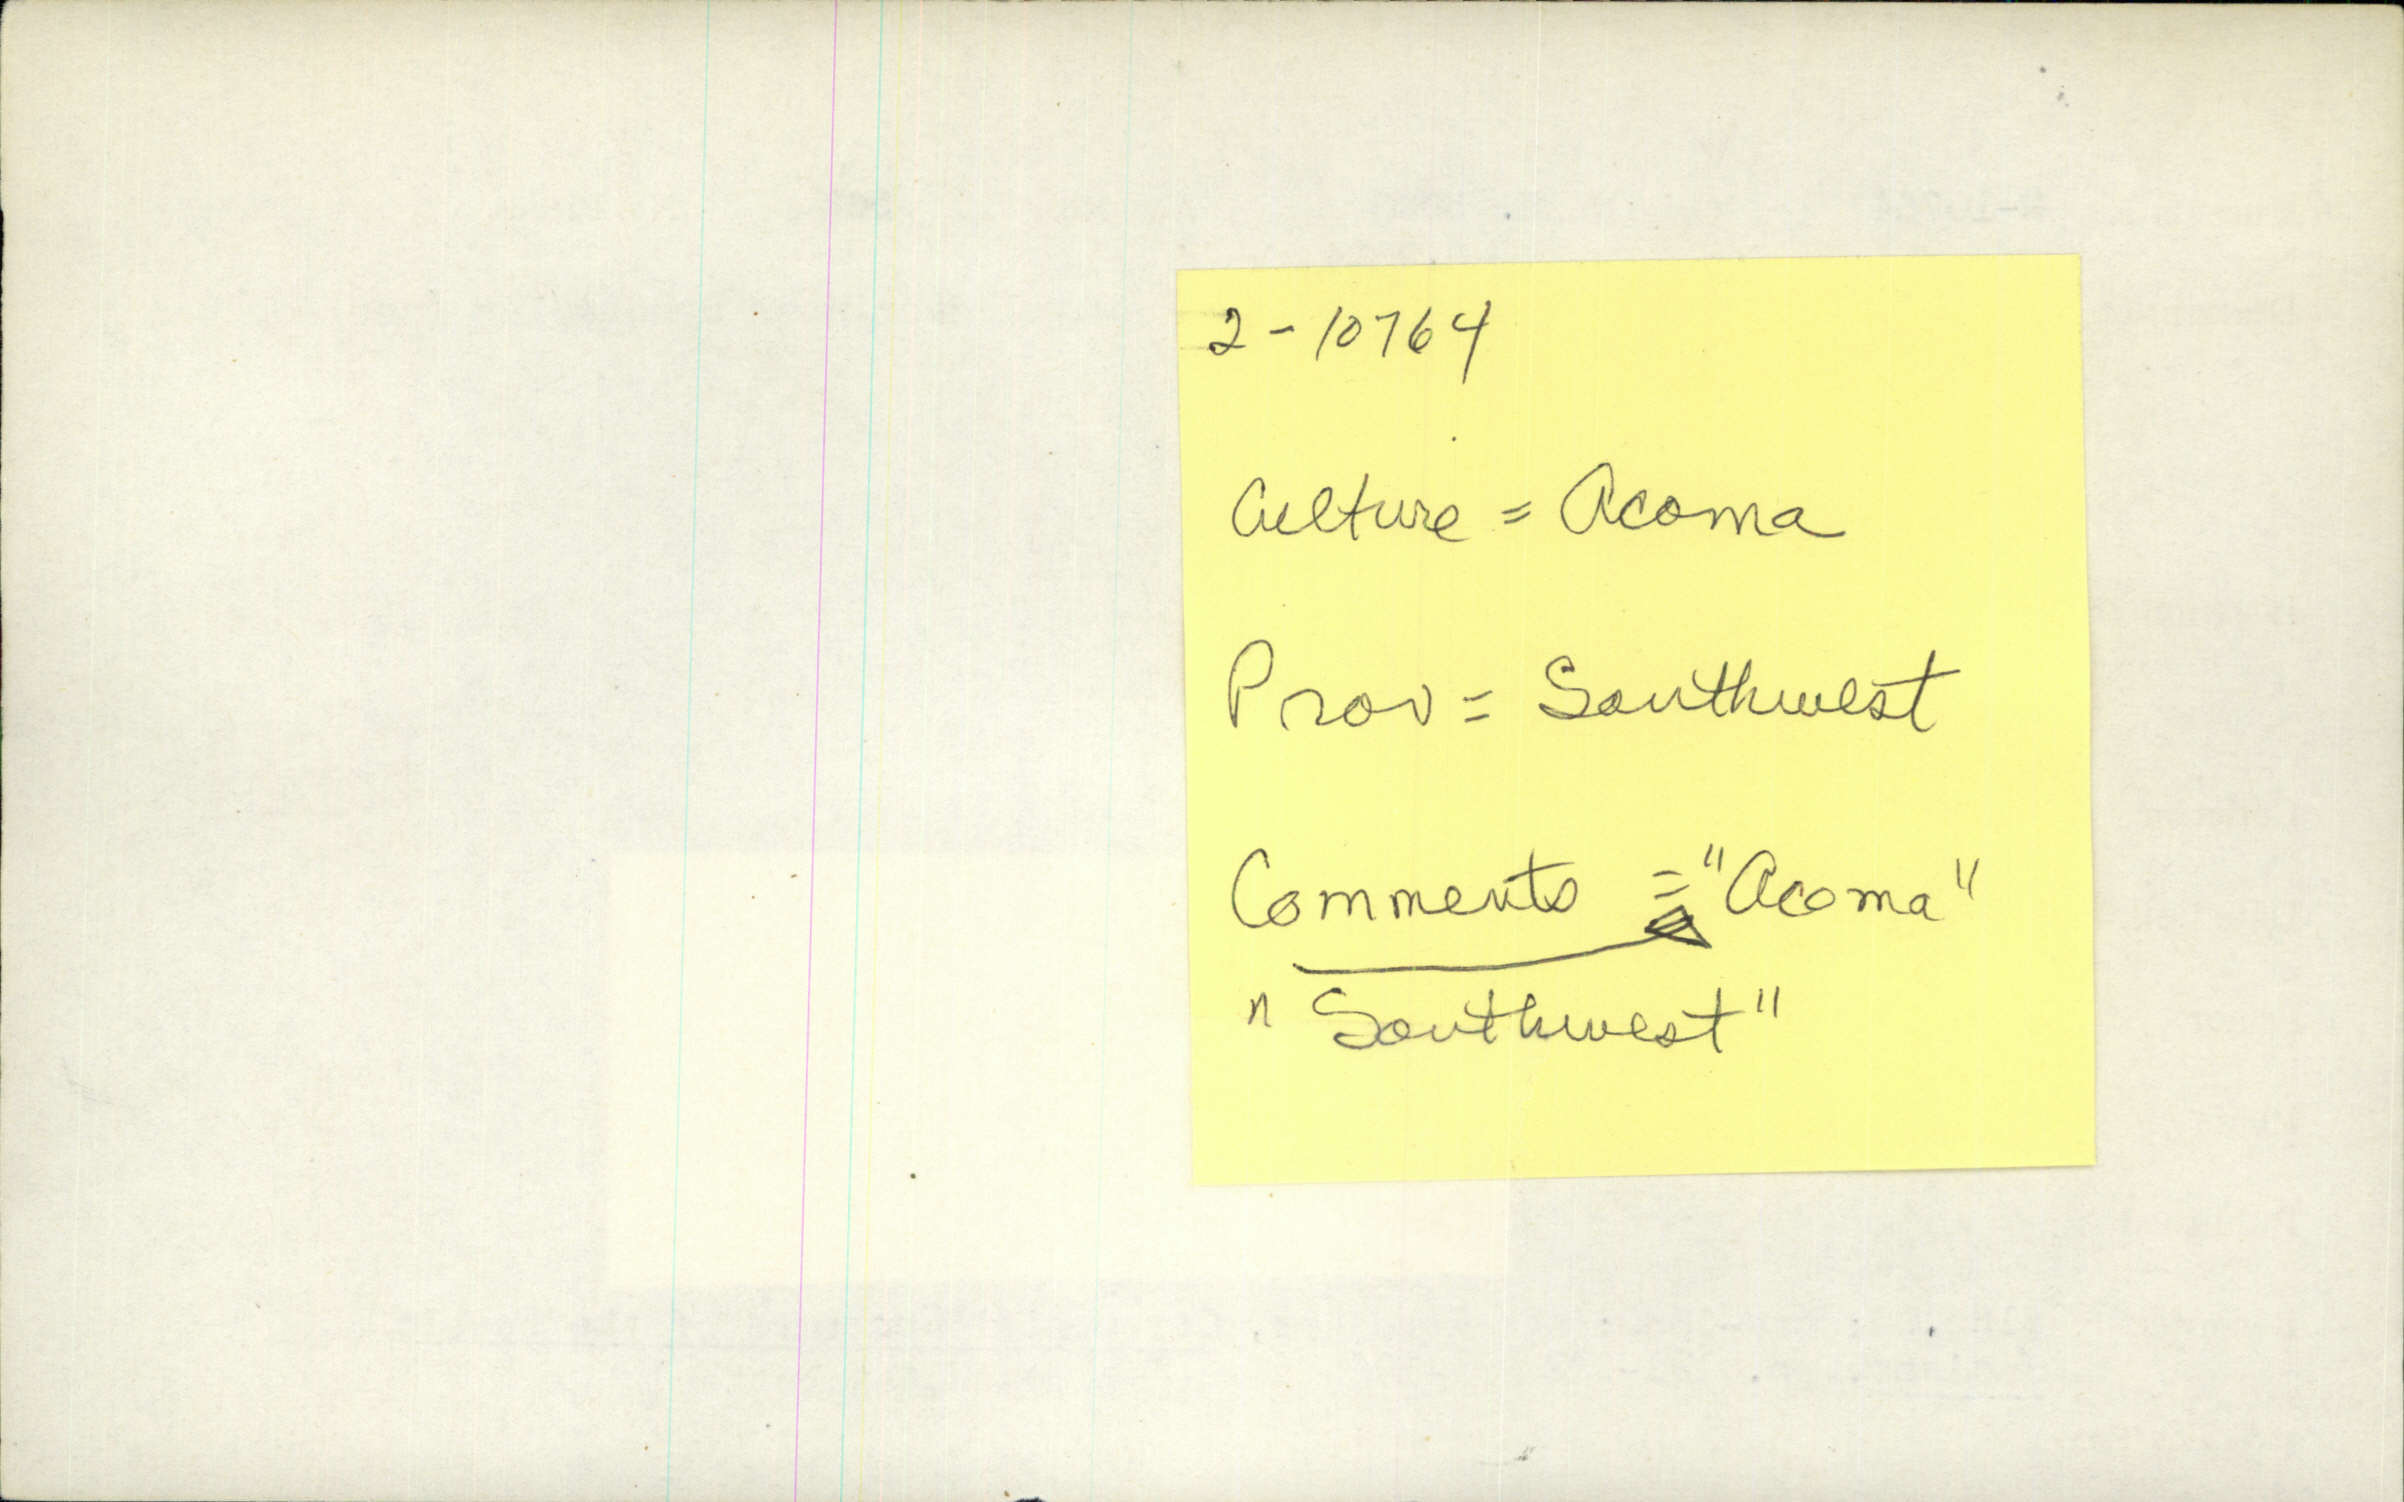 2-10764
Culture = Acoma
Prov = Southwest
Comments = "Acoma"
"Southwest"